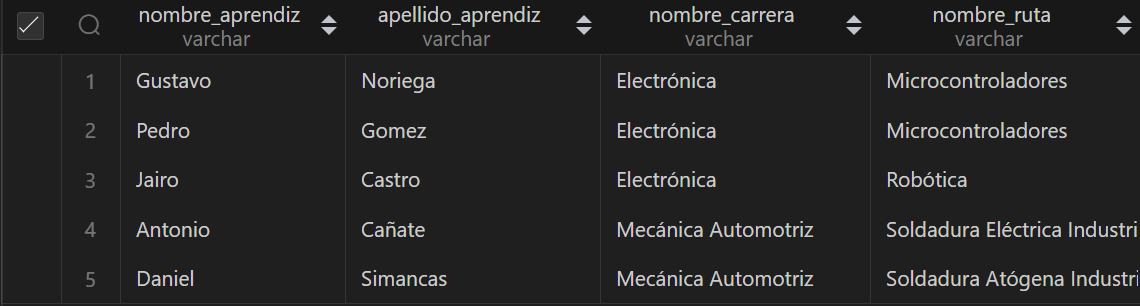 nombre_aprendiz apellido_aprendiz nombre_carrera nombre_ruta
varchar varchar varchar varchar
1 Gustavo Noriega Electrónica Microcontroladores
2 Pedro Gomez Electrónica Microcontroladores
3 Jairo Castro Electrónica Robótica
4 Antonio Cañate Mecánica Automotriz Soldadura Eléctrica Industri
5 Daniel Simancas Mecánica Automotriz Soldadura Atógena Industri